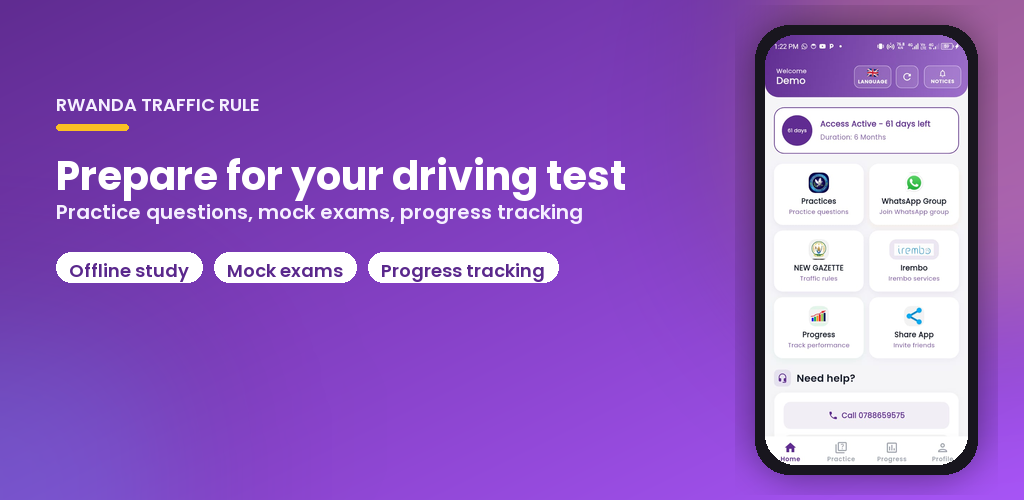 RWANDA TRAFFIC RULE
Prepare for your driving test
Practice questions, mock exams, progress tracking
Offline study
Mock exams
Progress tracking
1:22 PM
Welcome
Demo
LANGUAGE
NOTICES
61 days
Access Active - 61 days left
Duration: 6 Months
Practices
Practice questions
WhatsApp Group
Join WhatsApp group
NEW GAZETTE
Traffic rules
irembo
Irembo
Irembo services
Progress
Track performance
Share App
Invite friends
Need help?
Call 0788659575
Home
Practice
Progress
Profile